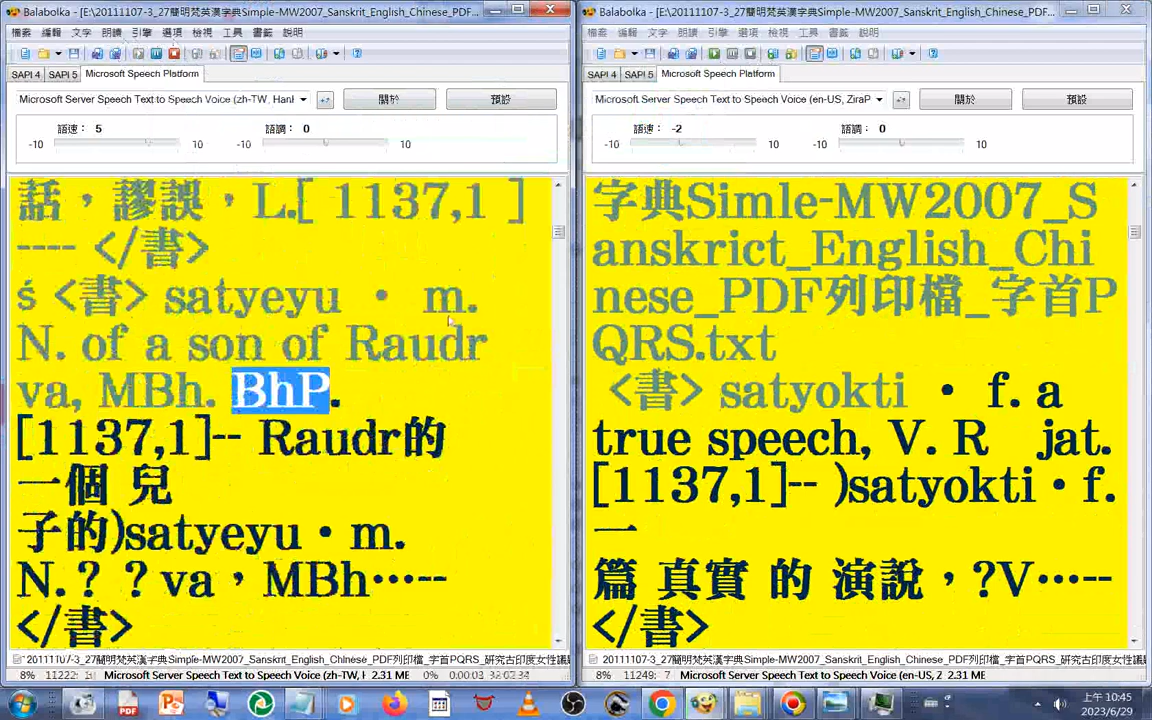 Balabolka - [E:\20111107-3_27簡明梵英漢字典Simple-MW2007_Sanskrit_English_Chinese_PDF...
檔案 編輯 文字 朗讀 引擎 選項 檢視 工具 書籤 說明
SAPI 4 SAPI 5 Microsoft Speech Platform
Microsoft Server Speech Text to Speech Voice (zh-TW, HanH 關於 預設
語速： 5 語調： 0
-10 10 -10 10
話，謬誤，L.[ 1137,1 ]
---- </書>
ś <書> satyeyu • m.
N. of a son of Raudr
va, MBh. BhP.
[1137,1]-- Raudr的
一個 兒
子的)satyeyu•m.
N.? ? va，MBh…--
</書>
20111107-3_27簡明梵英漢字典Simple-MW2007_Sanskrit_English_Chinese_PDF列印檔_字首PQRS_研究古印度女性議
8% 11222: Microsoft Server Speech Text to Speech Voice (zh-TW, H 2.31 MB 0%
Balabolka - [E:\20111107-3_27簡明梵英漢字典Simple-MW2007_Sanskrit_English_Chinese_PDF...
檔案 編輯 文字 朗讀 引擎 選項 檢視 工具 書籤 說明
SAPI 4 SAPI 5 Microsoft Speech Platform
Microsoft Server Speech Text to Speech Voice (en-US, ZiraP 關於 預設
語速： -2 語調： 0
-10 10 -10 10
字典Simle-MW2007_S
anskrict_English_Chi
nese_PDF列印檔_字首P
QRS.txt
<書> satyokti • f. a
true speech, V. R jat.
[1137,1]-- )satyokti•f.
一
篇 真實 的 演說，?V…--
</書>
20111107-3_27簡明梵英漢字典Simple-MW2007_Sanskrit_English_Chinese_PDF列印檔_字首PQRS.txt
8% 11249: 7 Microsoft Server Speech Text to Speech Voice (en-US, Z 2.31 MB
上午 10:45
2023/6/29